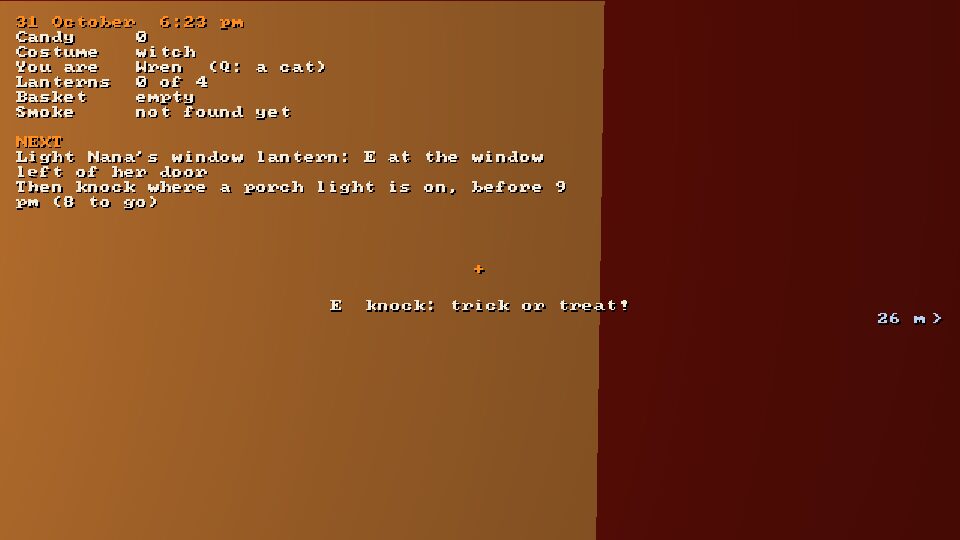 31 October 6:23 pm
Candy 0
Costume witch
You are Wren (Q: a cat)
Lanterns 0 of 4
Basket empty
Smoke not found yet
NEXT
Light Nana's window lantern: E at the window
left of her door
Then knock where a porch light is on, before 9
pm (8 to go)
+
E knock: trick or treat!
26 m >